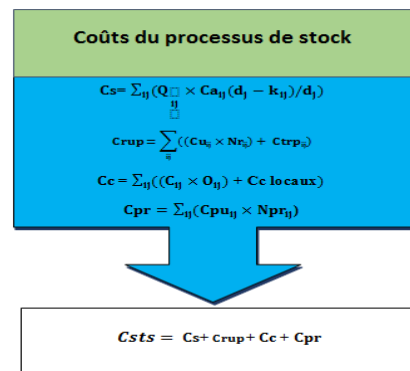 Coûts du processus de stock
Cs= ∑ᵢⱼ(Q□ᵢⱼ□ × Caᵢⱼ(dⱼ − kᵢⱼ)/dⱼ)
Crup = ∑ᵢⱼ((Cuᵢⱼ × Nrᵢⱼ) + Ctrpᵢⱼ)
Cc = ∑ᵢⱼ((Cᵢⱼ × Oᵢⱼ) + Cc locaux)
Cpr = ∑ᵢⱼ(Cpuᵢⱼ × Nprᵢⱼ)
Csts = Cs+ Crup+ Cc + Cpr